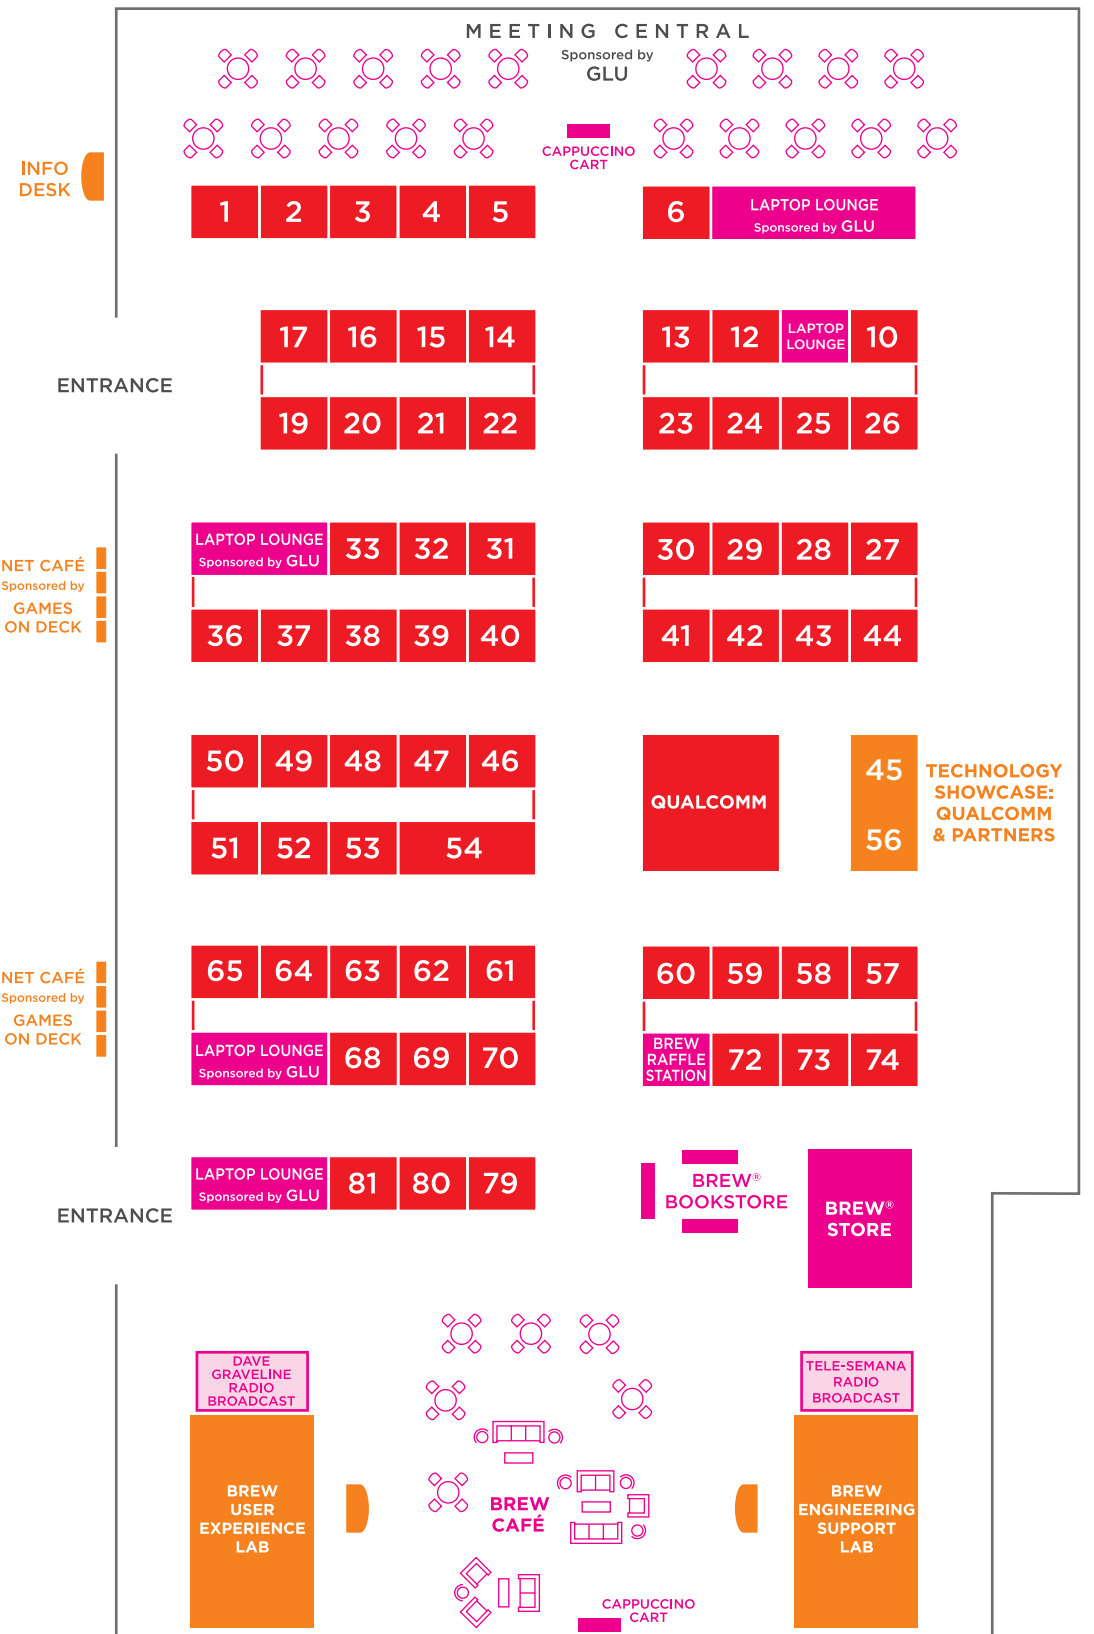 MEETING CENTRAL
Sponsored by
GLU
CAPPUCCINO
CART
INFO
DESK
1 2 3 4 5 6
LAPTOP LOUNGE
Sponsored by GLU
17 16 15 14 13 12
LAPTOP
LOUNGE
10
ENTRANCE
19 20 21 22 23 24 25 26
LAPTOP LOUNGE
Sponsored by GLU
33 32 31 30 29 28 27
NET CAFÉ
Sponsored by
GAMES
ON DECK
36 37 38 39 40 41 42 43 44
50 49 48 47 46
QUALCOMM
45
56
TECHNOLOGY
SHOWCASE:
QUALCOMM
& PARTNERS
51 52 53 54
65 64 63 62 61 60 59 58 57
NET CAFÉ
Sponsored by
GAMES
ON DECK
LAPTOP LOUNGE
Sponsored by GLU
68 69 70
BREW
RAFFLE
STATION
72 73 74
LAPTOP LOUNGE
Sponsored by GLU
81 80 79
BREW®
BOOKSTORE
BREW®
STORE
ENTRANCE
DAVE
GRAVELINE
RADIO
BROADCAST
TELE-SEMANA
RADIO
BROADCAST
BREW
USER
EXPERIENCE
LAB
BREW
CAFÉ
BREW
ENGINEERING
SUPPORT
LAB
CAPPUCCINO
CART